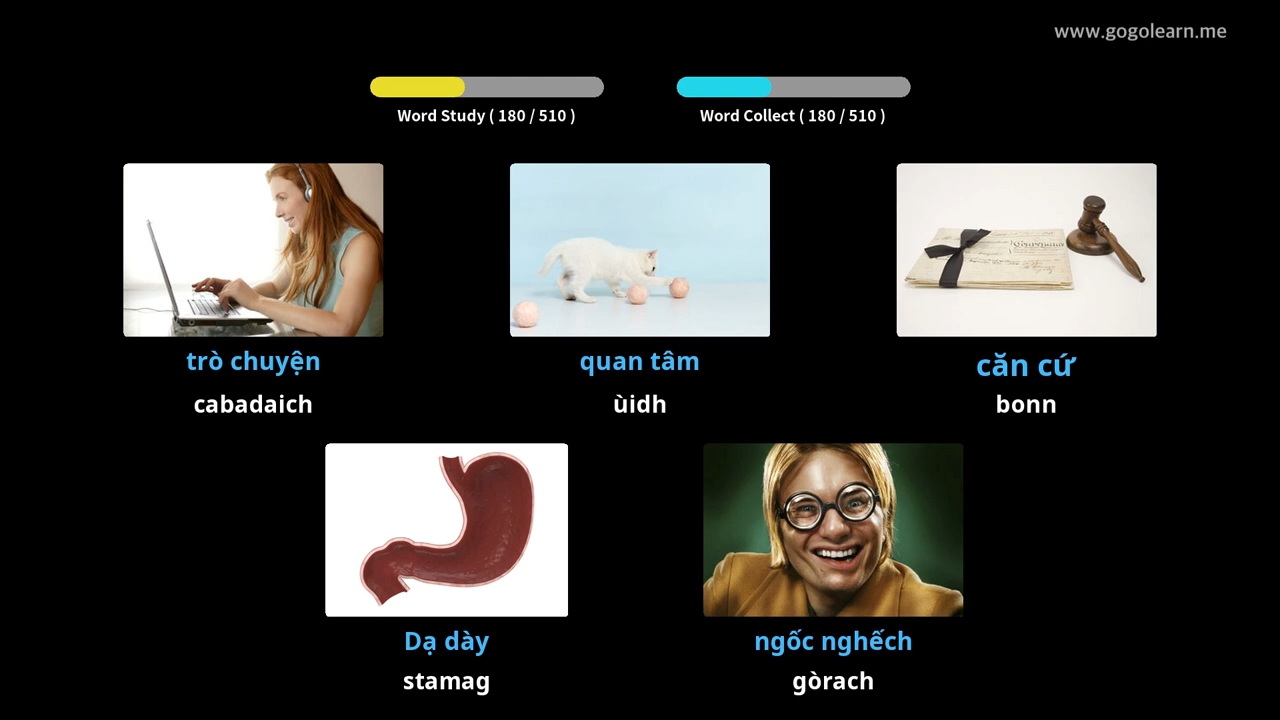 www.gogolearn.me
Word Study ( 180 / 510 )
Word Collect ( 180 / 510 )
trò chuyện
cabadaich
quan tâm
ùidh
căn cứ
bonn
Dạ dày
stamag
ngốc nghếch
gòrach